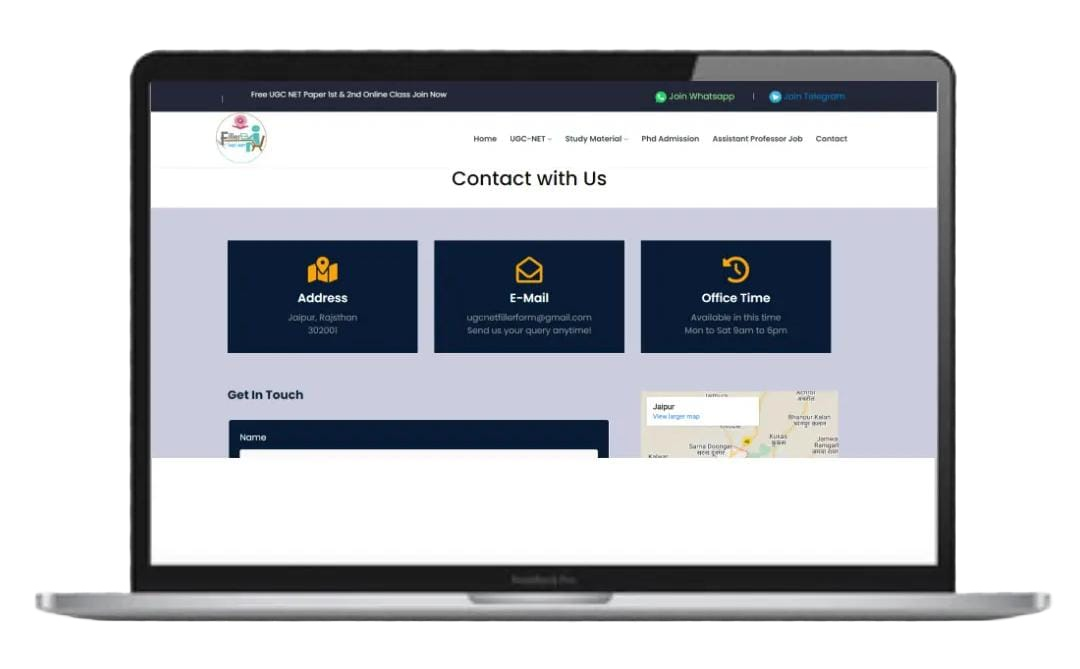 Free UGC NET Paper 1st & 2nd Online Class Join Now
Join Whatsapp
Join Telegram
Home
UGC-NET
Study Material
Phd Admission
Assistant Professor Job
Contact
Contact with Us
Address
Jaipur, Rajsthan
302001
E-Mail
ugcnetfillerform@gmail.com
Send us your query anytime!
Office Time
Available in this time
Mon to Sat 9am to 6pm
Get In Touch
Name
Jaipur
View larger map
Bhanpur Kalan
Kukas
कूकस
Jamwa
Ramgarh
Sarna Doongar